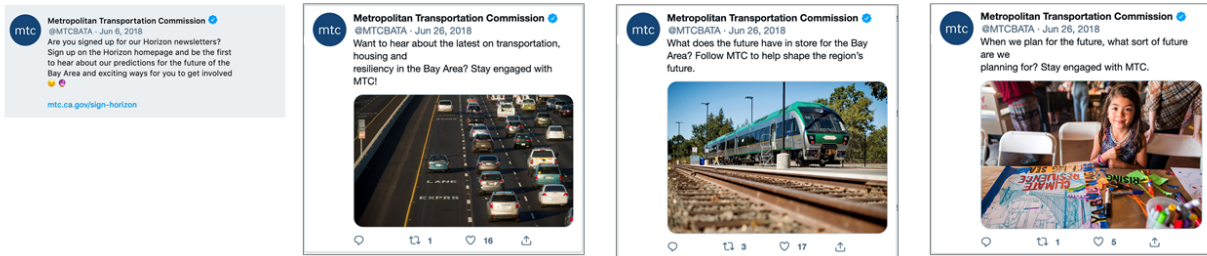 mtc
Metropolitan Transportation Commission
@MTCBATA · Jun 6, 2018
Are you signed up for our Horizon newsletters?
Sign up on the Horizon homepage and be the first
to hear about our predictions for the future of the
Bay Area and exciting ways for you to get involved
mtc.ca.gov/sign-horizon
mtc
Metropolitan Transportation Commission
@MTCBATA · Jun 26, 2018
Want to hear about the latest on transportation,
housing and
resiliency in the Bay Area? Stay engaged with
MTC!
LANE
EXPRESS
1 16
mtc
Metropolitan Transportation Commission
@MTCBATA · Jun 26, 2018
What does the future have in store for the Bay
Area? Follow MTC to help shape the region's
future.
3 17
mtc
Metropolitan Transportation Commission
@MTCBATA · Jun 26, 2018
When we plan for the future, what sort of future
are we
planning for? Stay engaged with MTC.
CLIMATE
RESILIENCE
RISING
SEA
1 5